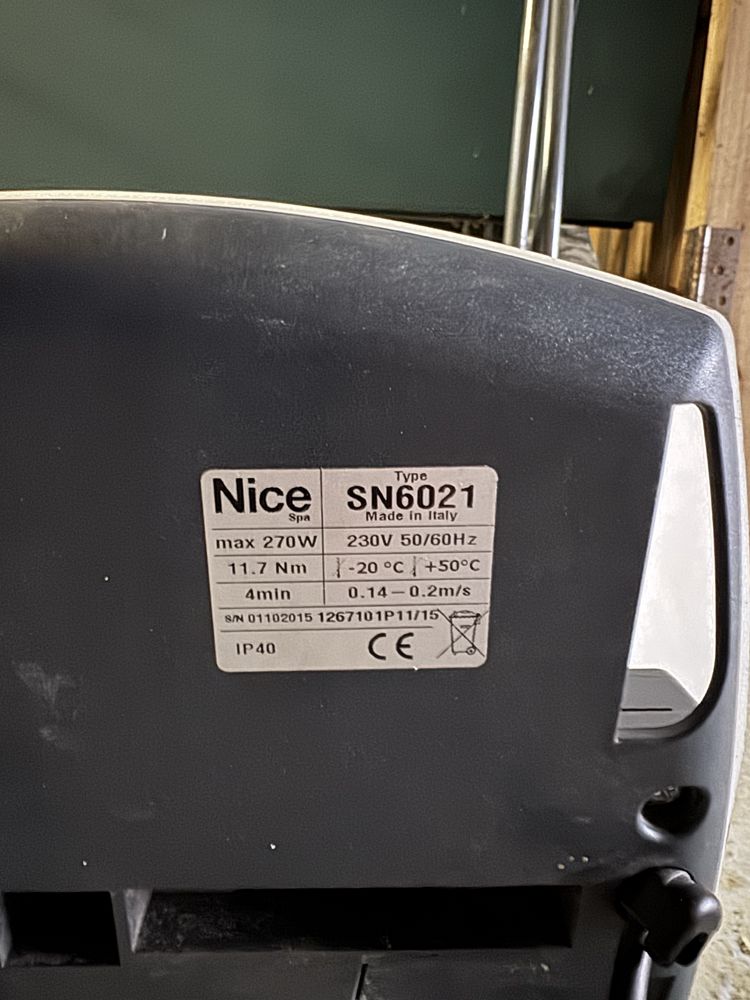 Nice
Spa
Type
SN6021
Made in Italy
max 270W
230V 50/60Hz
11.7 Nm
-20 °C +50°C
4min
0.14 – 0.2m/s
S/N 01102015 1267101P11/15
IP40
CE